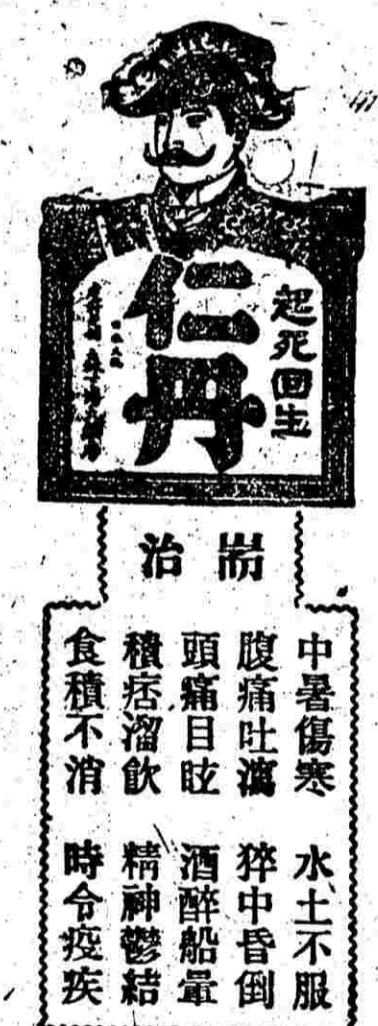 起死回生
仁丹
耑治
中暑傷寒 水土不服
腹痛吐瀉 猝中昏倒
頭痛目眩 酒醉船暈
積痞溜飲 精神鬱結
食積不消 時令疫疾